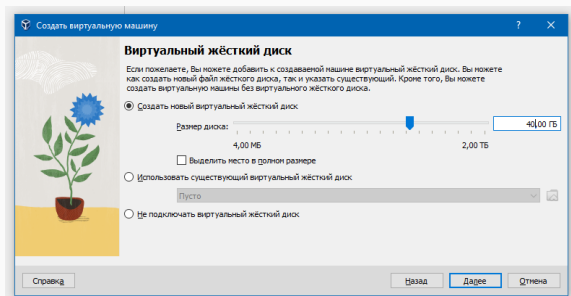 Создать виртуальную машину
?
Виртуальный жёсткий диск
Если пожелаете, Вы можете добавить к создаваемой машине виртуальный жёсткий диск. Вы можете
как создать новый файл жёсткого диска, так и указать существующий. Кроме того, Вы можете
создать виртуальную машину без виртуального жёсткого диска.
Создать новый виртуальный жёсткий диск
Размер диска:
40,00 ГБ
4,00 МБ 2,00 ТБ
Выделить место в полном размере
Использовать существующий виртуальный жёсткий диск
Пусто
Не подключать виртуальный жёсткий диск
Справка Назад Далее Отмена